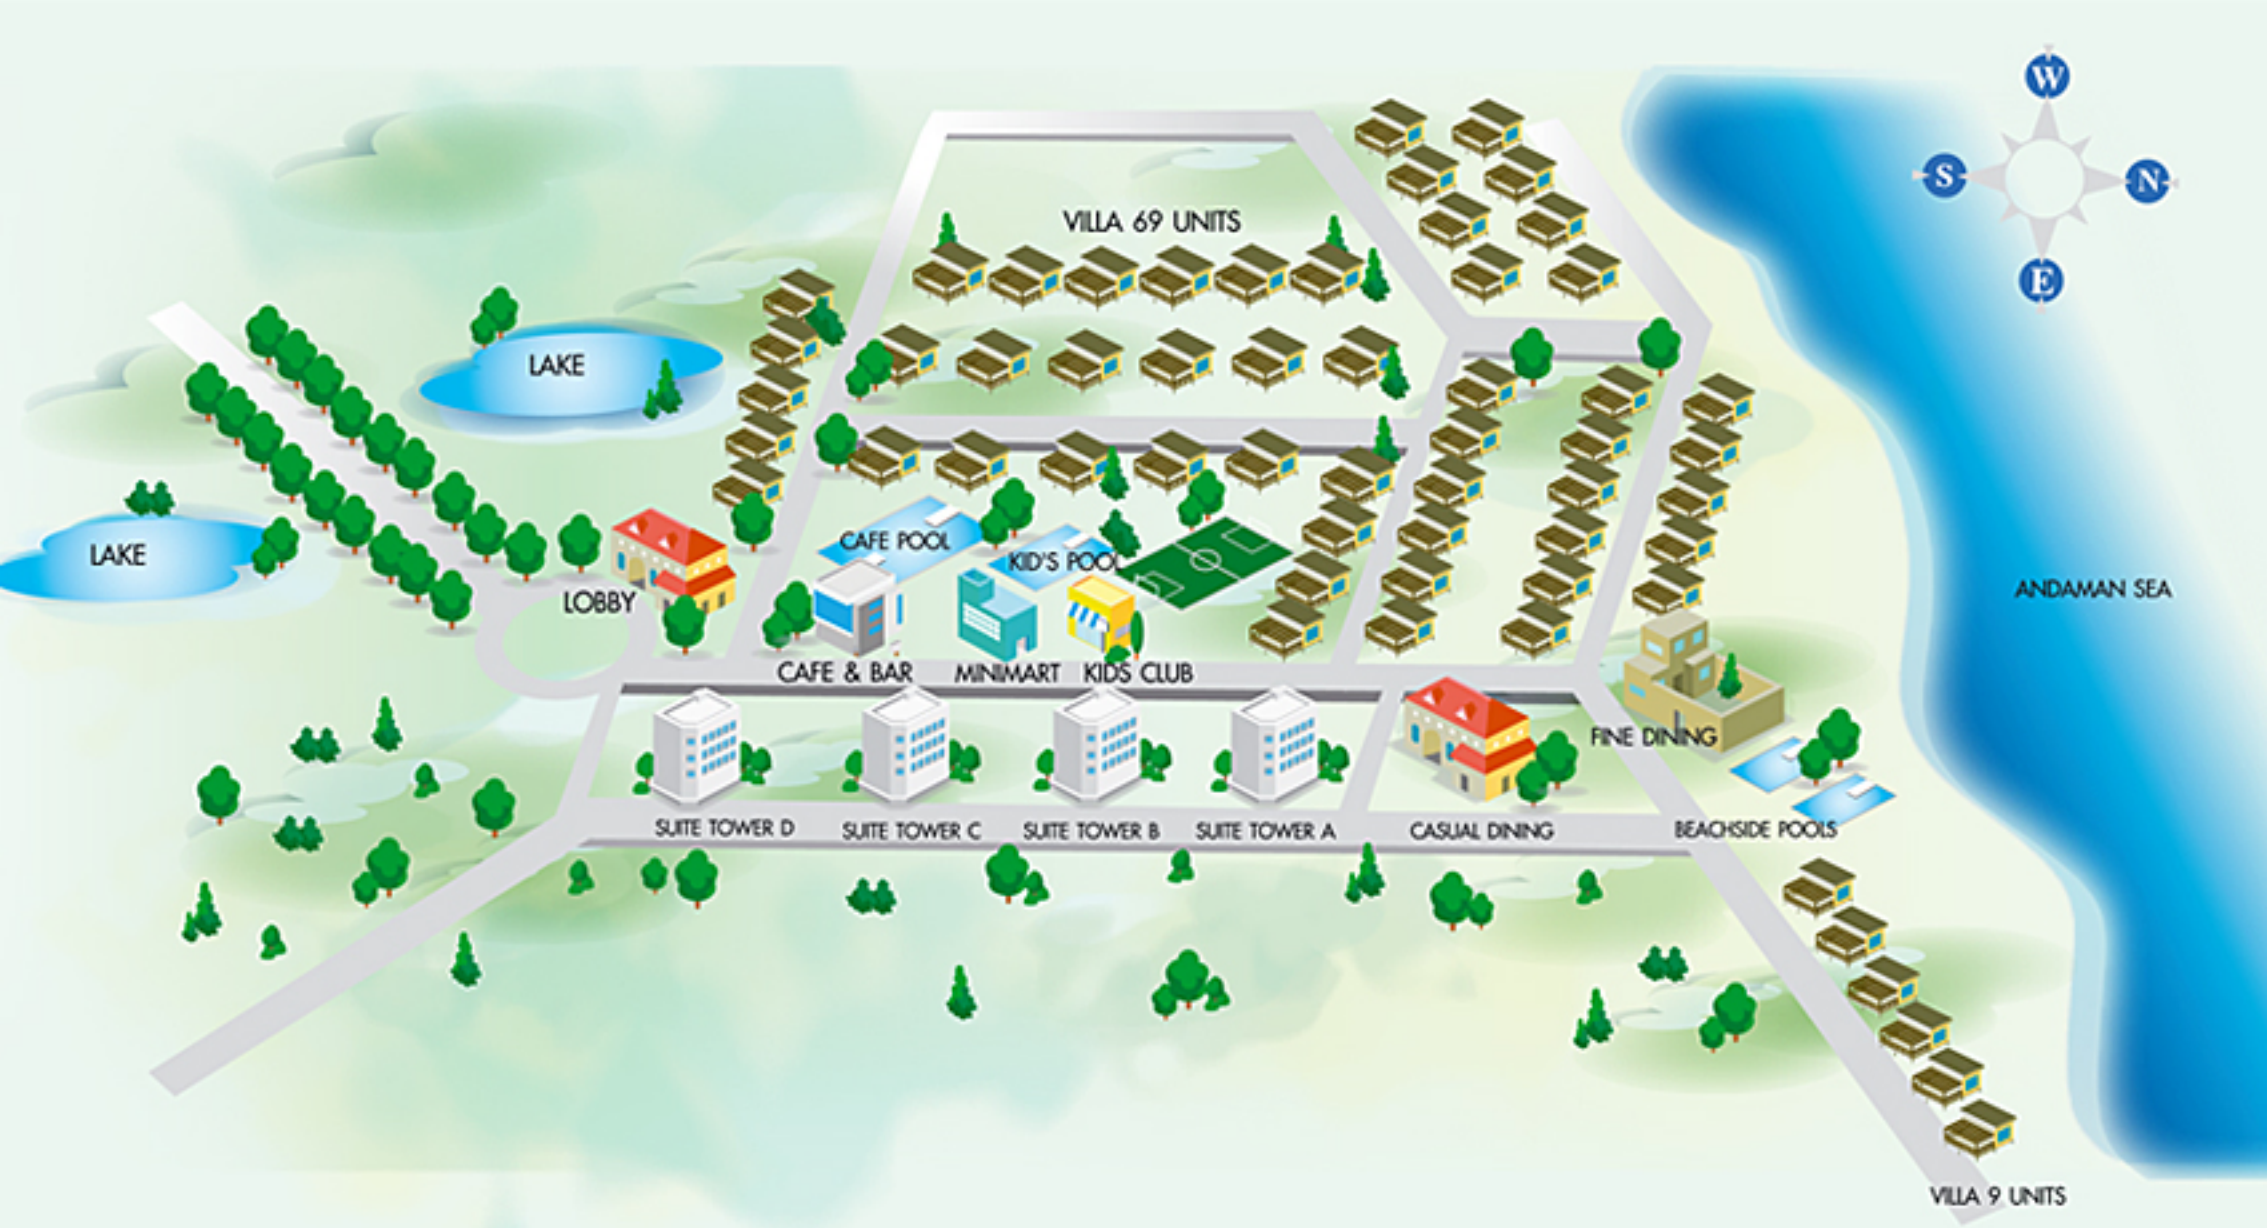 W
S
N
E
VILLA 69 UNITS
LAKE
LAKE
CAFE POOL
KID'S POOL
LOBBY
ANDAMAN SEA
CAFE & BAR
MINIMART
KIDS CLUB
FINE DINING
SUITE TOWER D
SUITE TOWER C
SUITE TOWER B
SUITE TOWER A
CASUAL DINING
BEACHSIDE POOLS
VILLA 9 UNITS